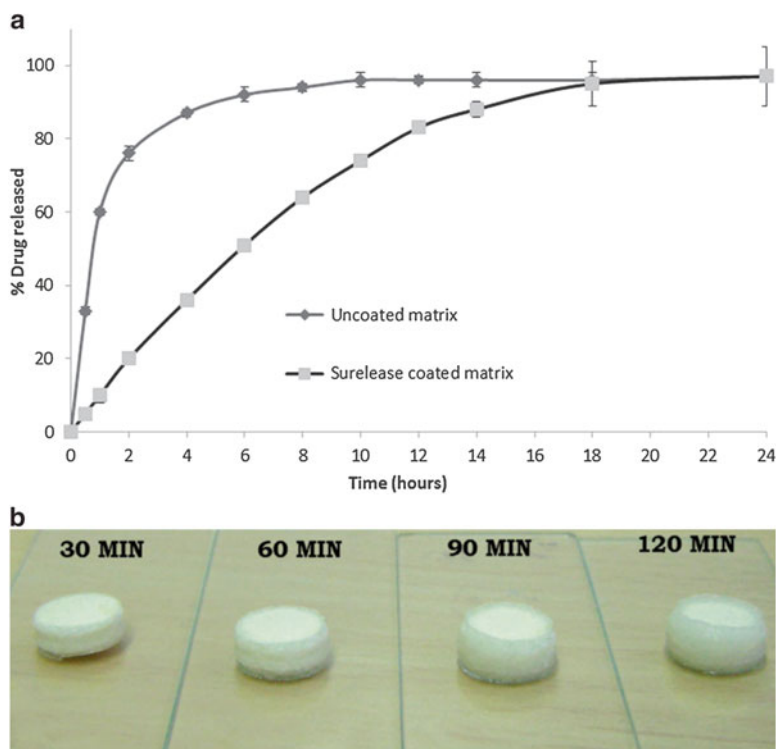 a
% Drug released
100
80
60
40
20
0
Uncoated matrix
Surelease coated matrix
0 2 4 6 8 10 12 14 16 18 20 22 24
Time (hours)
b
30 MIN 60 MIN 90 MIN 120 MIN